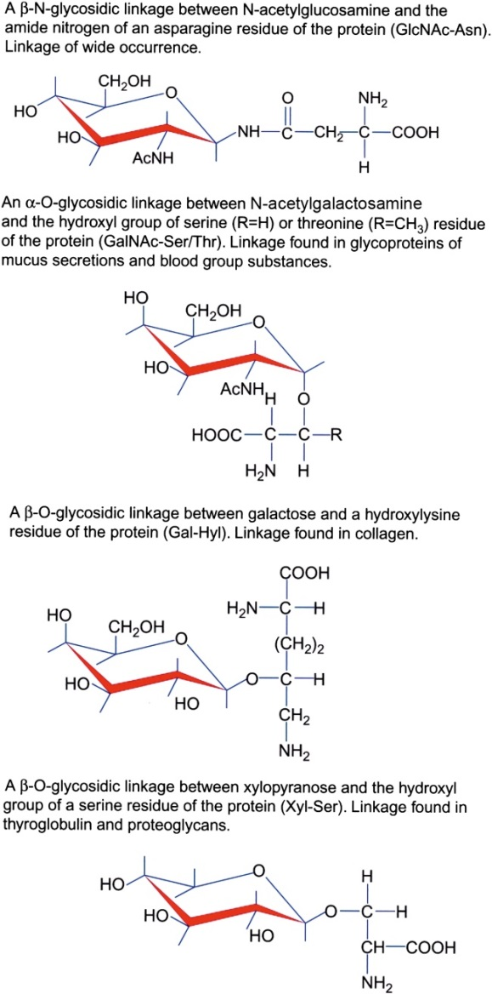 A β-N-glycosidic linkage between N-acetylglucosamine and the
amide nitrogen of an asparagine residue of the protein (GlcNAc-Asn).
Linkage of wide occurrence.
CH₂OH
O
HO
HO
AcNH
NH—C—CH₂—C—COOH
O
NH₂
H
An α-O-glycosidic linkage between N-acetylgalactosamine
and the hydroxyl group of serine (R=H) or threonine (R=CH₃) residue
of the protein (GalNAc-Ser/Thr). Linkage found in glycoproteins of
mucus secretions and blood group substances.
HO
CH₂OH
O
HO
AcNH
H
O
HOOC—C—C—R
H₂N
H
A β-O-glycosidic linkage between galactose and a hydroxylysine
residue of the protein (Gal-Hyl). Linkage found in collagen.
COOH
H₂N—C—H
(CH₂)₂
HO
CH₂OH
O
HO
HO
O—C—H
CH₂
NH₂
A β-O-glycosidic linkage between xylopyranose and the hydroxyl
group of a serine residue of the protein (Xyl-Ser). Linkage found in
thyroglobulin and proteoglycans.
HO
O
HO
HO
H
O—C—H
CH—COOH
NH₂